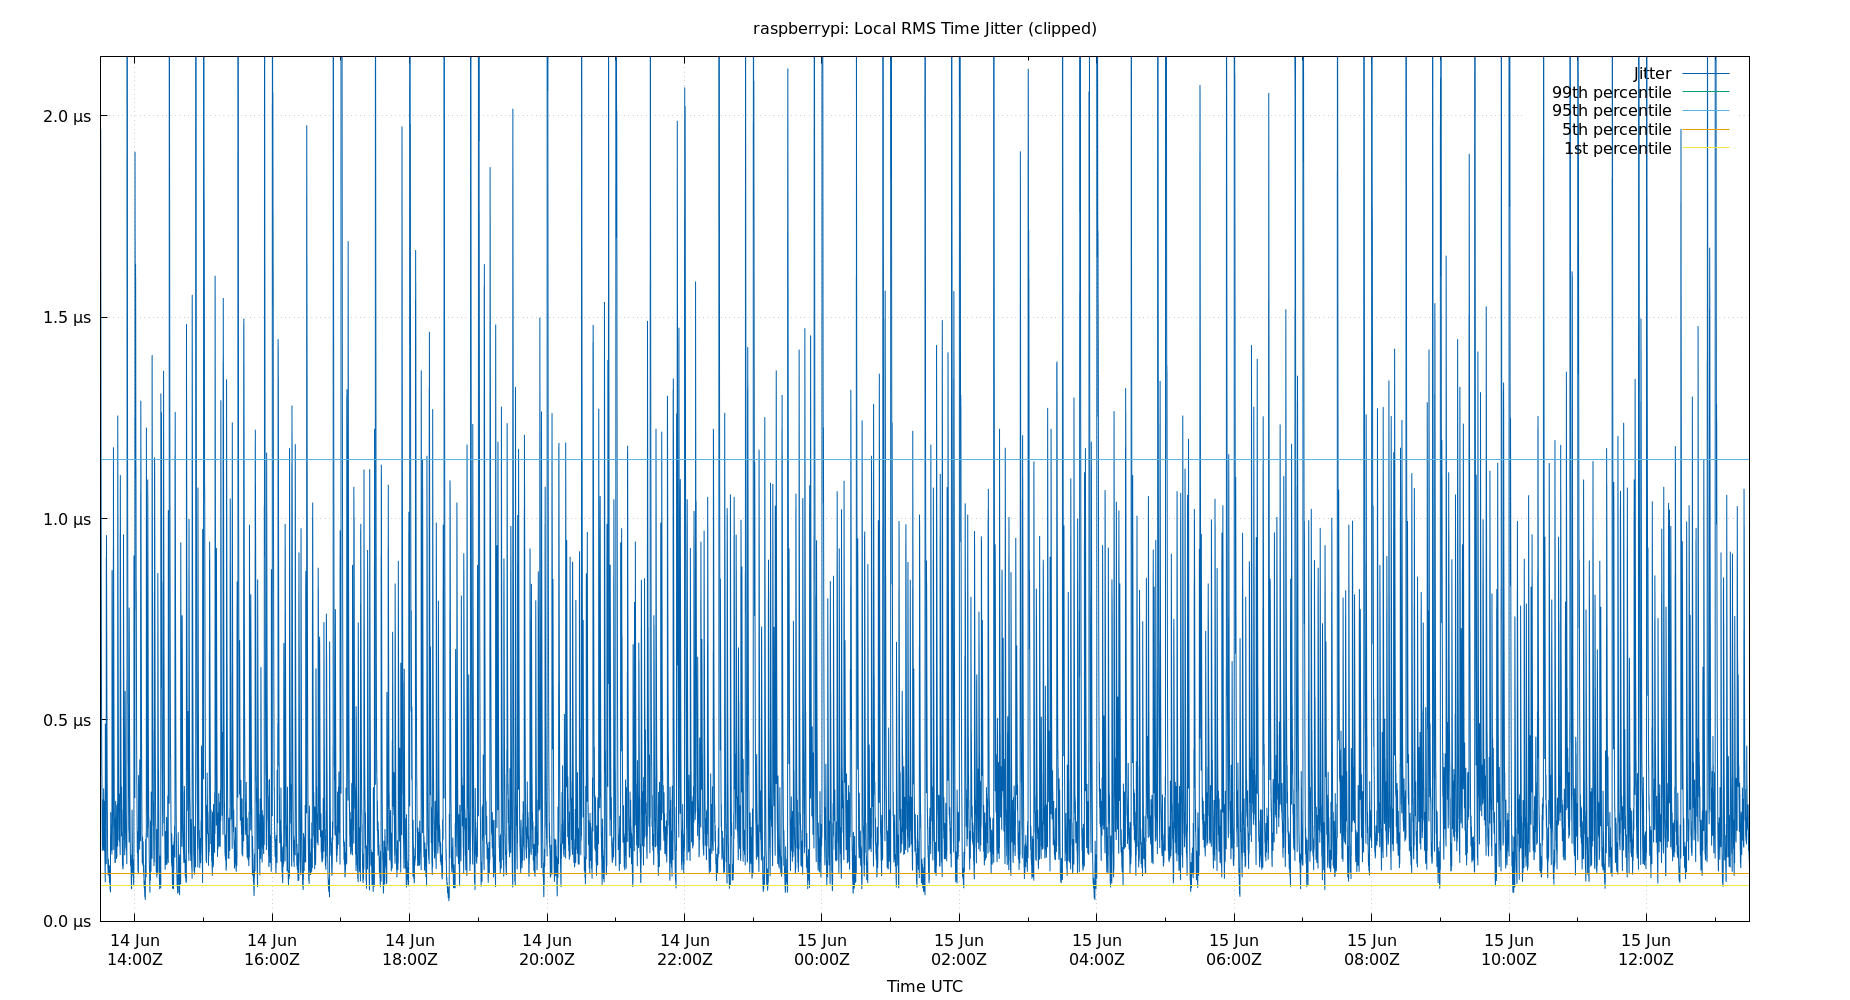 raspberrypi: Local RMS Time Jitter (clipped)
Jitter
99th percentile
95th percentile
5th percentile
1st percentile
2.0 µs
1.5 µs
1.0 µs
0.5 µs
0.0 µs
14 Jun 14 Jun 14 Jun 14 Jun 14 Jun 15 Jun 15 Jun 15 Jun 15 Jun 15 Jun 15 Jun 15 Jun
14:00Z 16:00Z 18:00Z 20:00Z 22:00Z 00:00Z 02:00Z 04:00Z 06:00Z 08:00Z 10:00Z 12:00Z
Time UTC